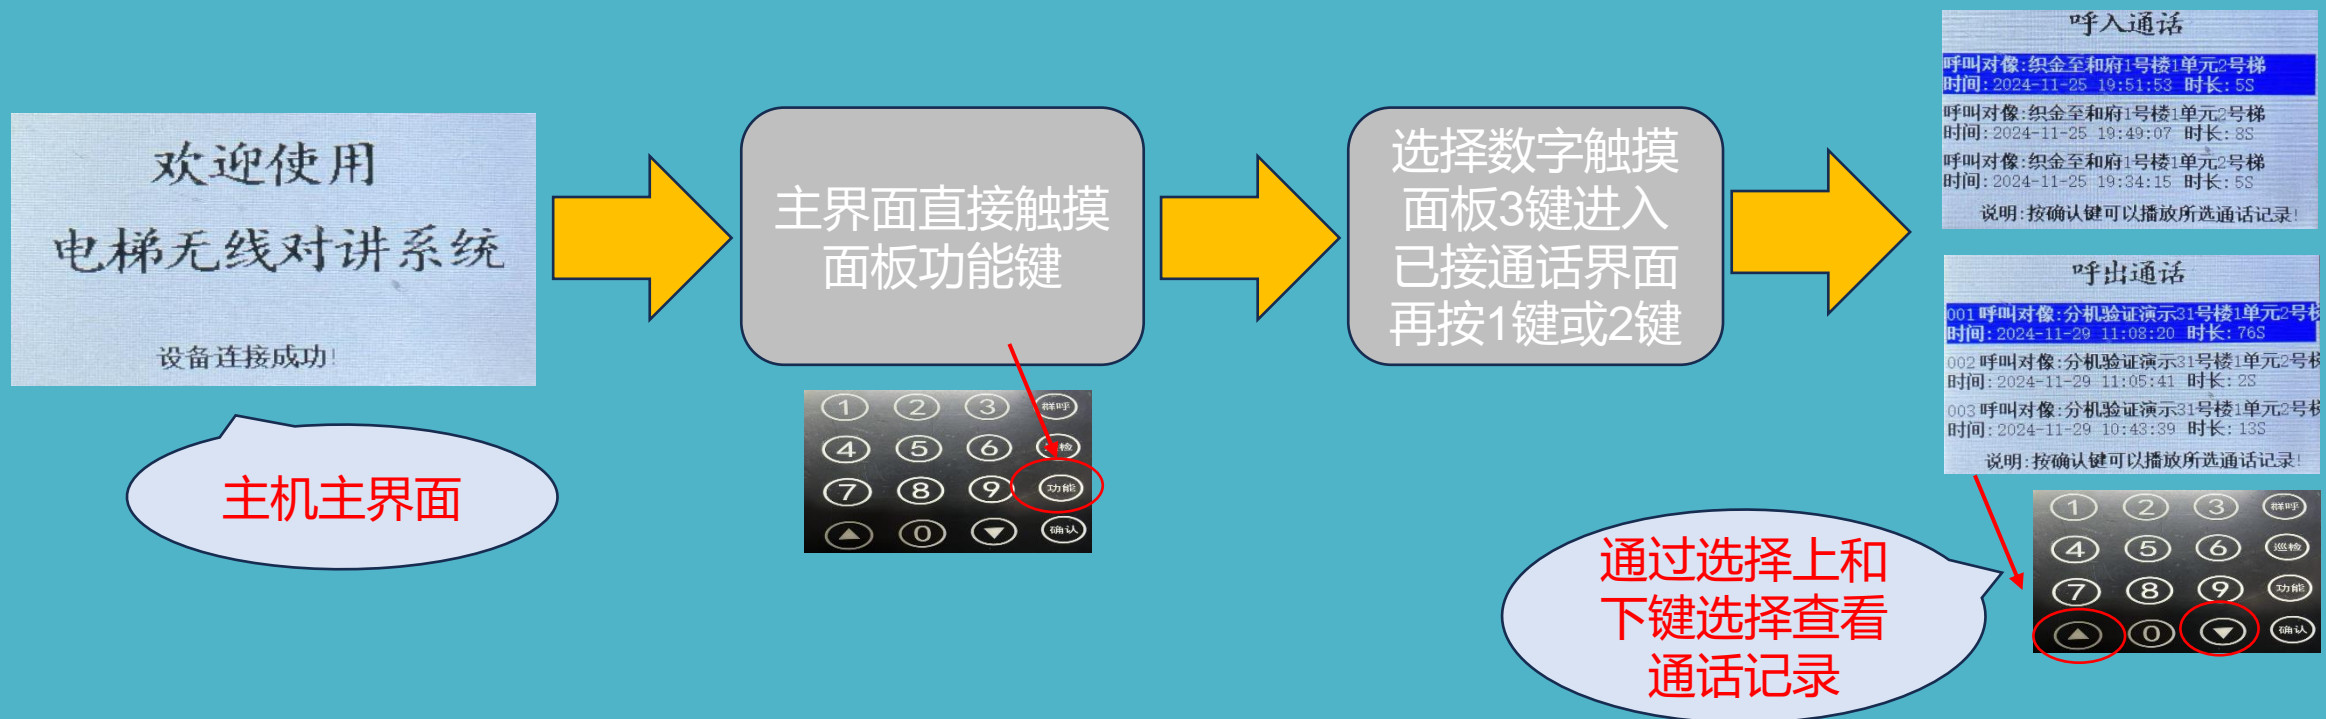 欢迎使用
电梯无线对讲系统
设备连接成功!
主机主界面
主界面直接触摸
面板功能键
1 2 3 群呼
4 5 6 巡检
7 8 9 功能
0 确认
选择数字触摸
面板3键进入
已接通话界面
再按1键或2键
呼入通话
呼叫对像:织金至和府1号楼1单元2号梯
时间:2024-11-25 19:51:53 时长:5S
呼叫对像:织金至和府1号楼1单元2号梯
时间:2024-11-25 19:49:07 时长:8S
呼叫对像:织金至和府1号楼1单元2号梯
时间:2024-11-25 19:34:15 时长:5S
说明:按确认键可以播放所选通话记录!
呼出通话
001 呼叫对像:分机验证演示31号楼1单元2号梯
时间:2024-11-29 11:08:20 时长:76S
002 呼叫对像:分机验证演示31号楼1单元2号梯
时间:2024-11-29 11:05:41 时长:2S
003 呼叫对像:分机验证演示31号楼1单元2号梯
时间:2024-11-29 10:43:39 时长:13S
说明:按确认键可以播放所选通话记录!
通过选择上和
下键选择查看
通话记录
1 2 3 群呼
4 5 6 巡检
7 8 9 功能
0 确认